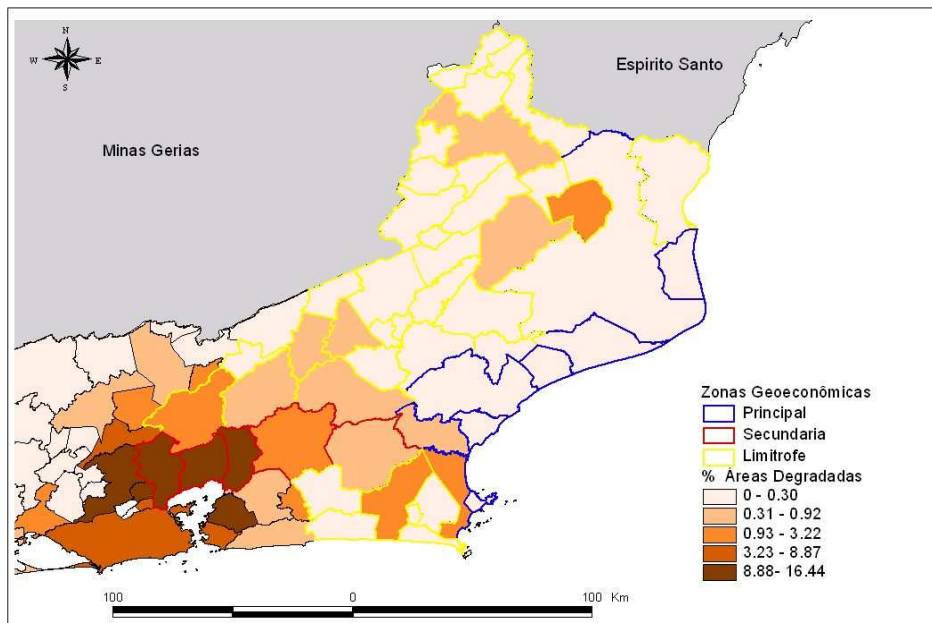 N
W E
S
Espirito Santo
Minas Gerias
Zonas Geoeconômicas
Principal
Secundaria
Limítrofe
% Áreas Degradadas
0 - 0.30
0.31 - 0.92
0.93 - 3.22
3.23 - 8.87
8.88- 16.44
100 0 100 Km